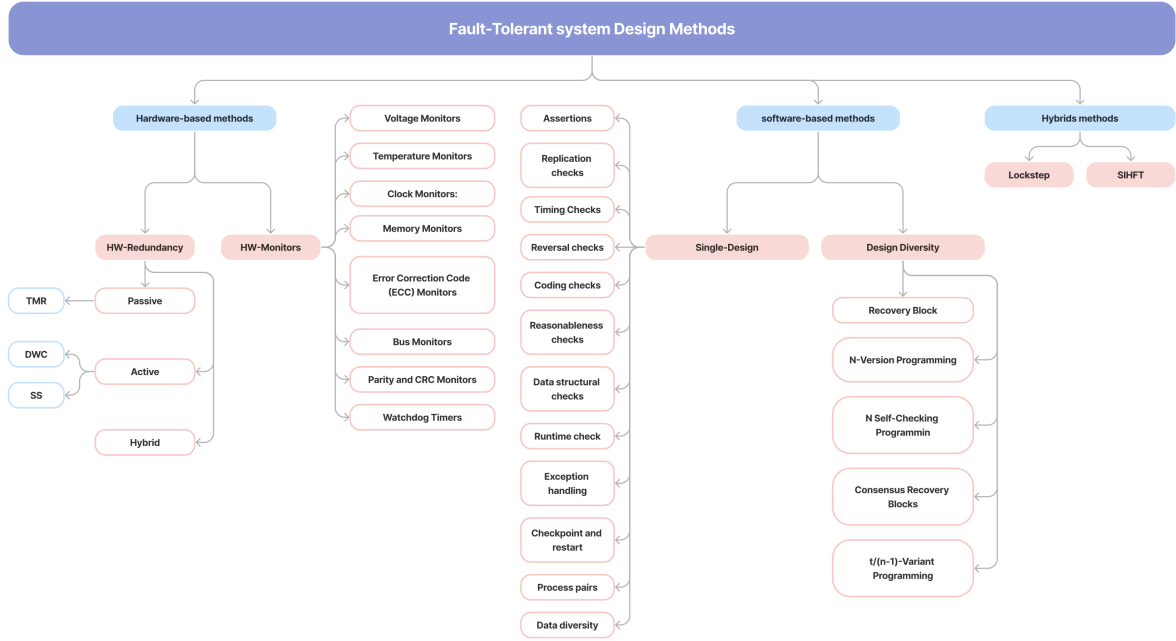 Fault-Tolerant system Design Methods
Hardware-based methods
software-based methods
Hybrids methods
HW-Redundancy
HW-Monitors
Passive
TMR
Active
DWC
SS
Hybrid
Voltage Monitors
Temperature Monitors
Clock Monitors:
Memory Monitors
Error Correction Code
(ECC) Monitors
Bus Monitors
Parity and CRC Monitors
Watchdog Timers
Single-Design
Assertions
Replication
checks
Timing Checks
Reversal checks
Coding checks
Reasonableness
checks
Data structural
checks
Runtime check
Exception
handling
Checkpoint and
restart
Process pairs
Data diversity
Design Diversity
Recovery Block
N-Version Programming
N Self-Checking
Programmin
Consensus Recovery
Blocks
t/(n-1)-Variant
Programming
Lockstep
SIHFT